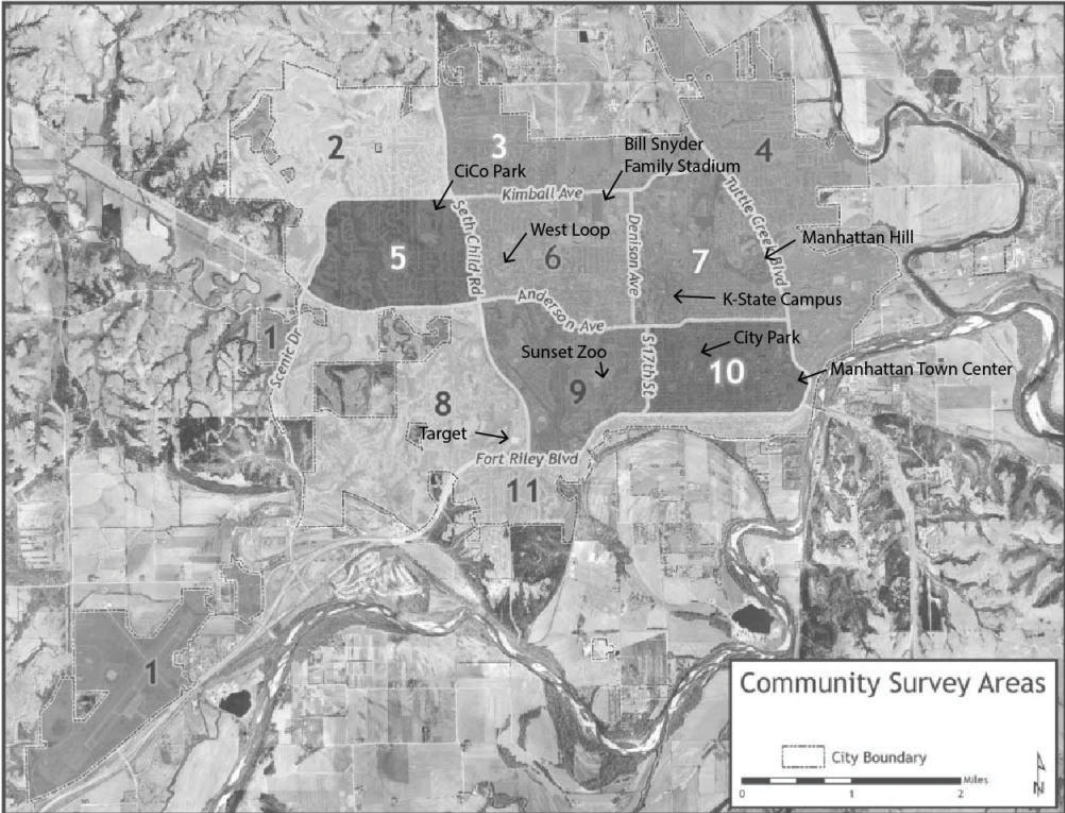 2
3
4
Bill Snyder
Family Stadium
CiCo Park
Kimball Ave
Tuttle Creek Blvd
Seth Child Rd
Denison Ave
West Loop
5
6
7
Manhattan Hill
K-State Campus
Anderson Ave
1
Scenic Dr
City Park
Sunset Zoo
S 17th St
10
Manhattan Town Center
9
8
Target
Fort Riley Blvd
11
1
Community Survey Areas
City Boundary
Miles
0 1 2
N